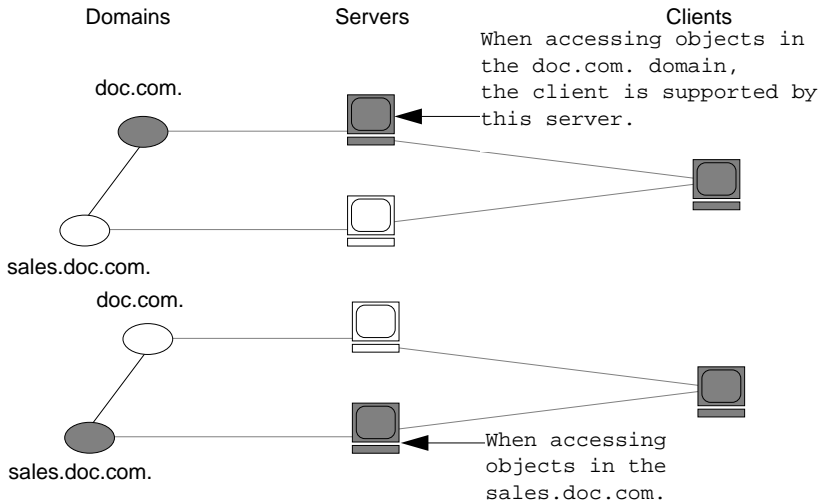 Domains Servers Clients
When accessing objects in
the doc.com. domain,
the client is supported by
this server.
doc.com.
sales.doc.com.
doc.com.
sales.doc.com.
When accessing
objects in the
sales.doc.com.